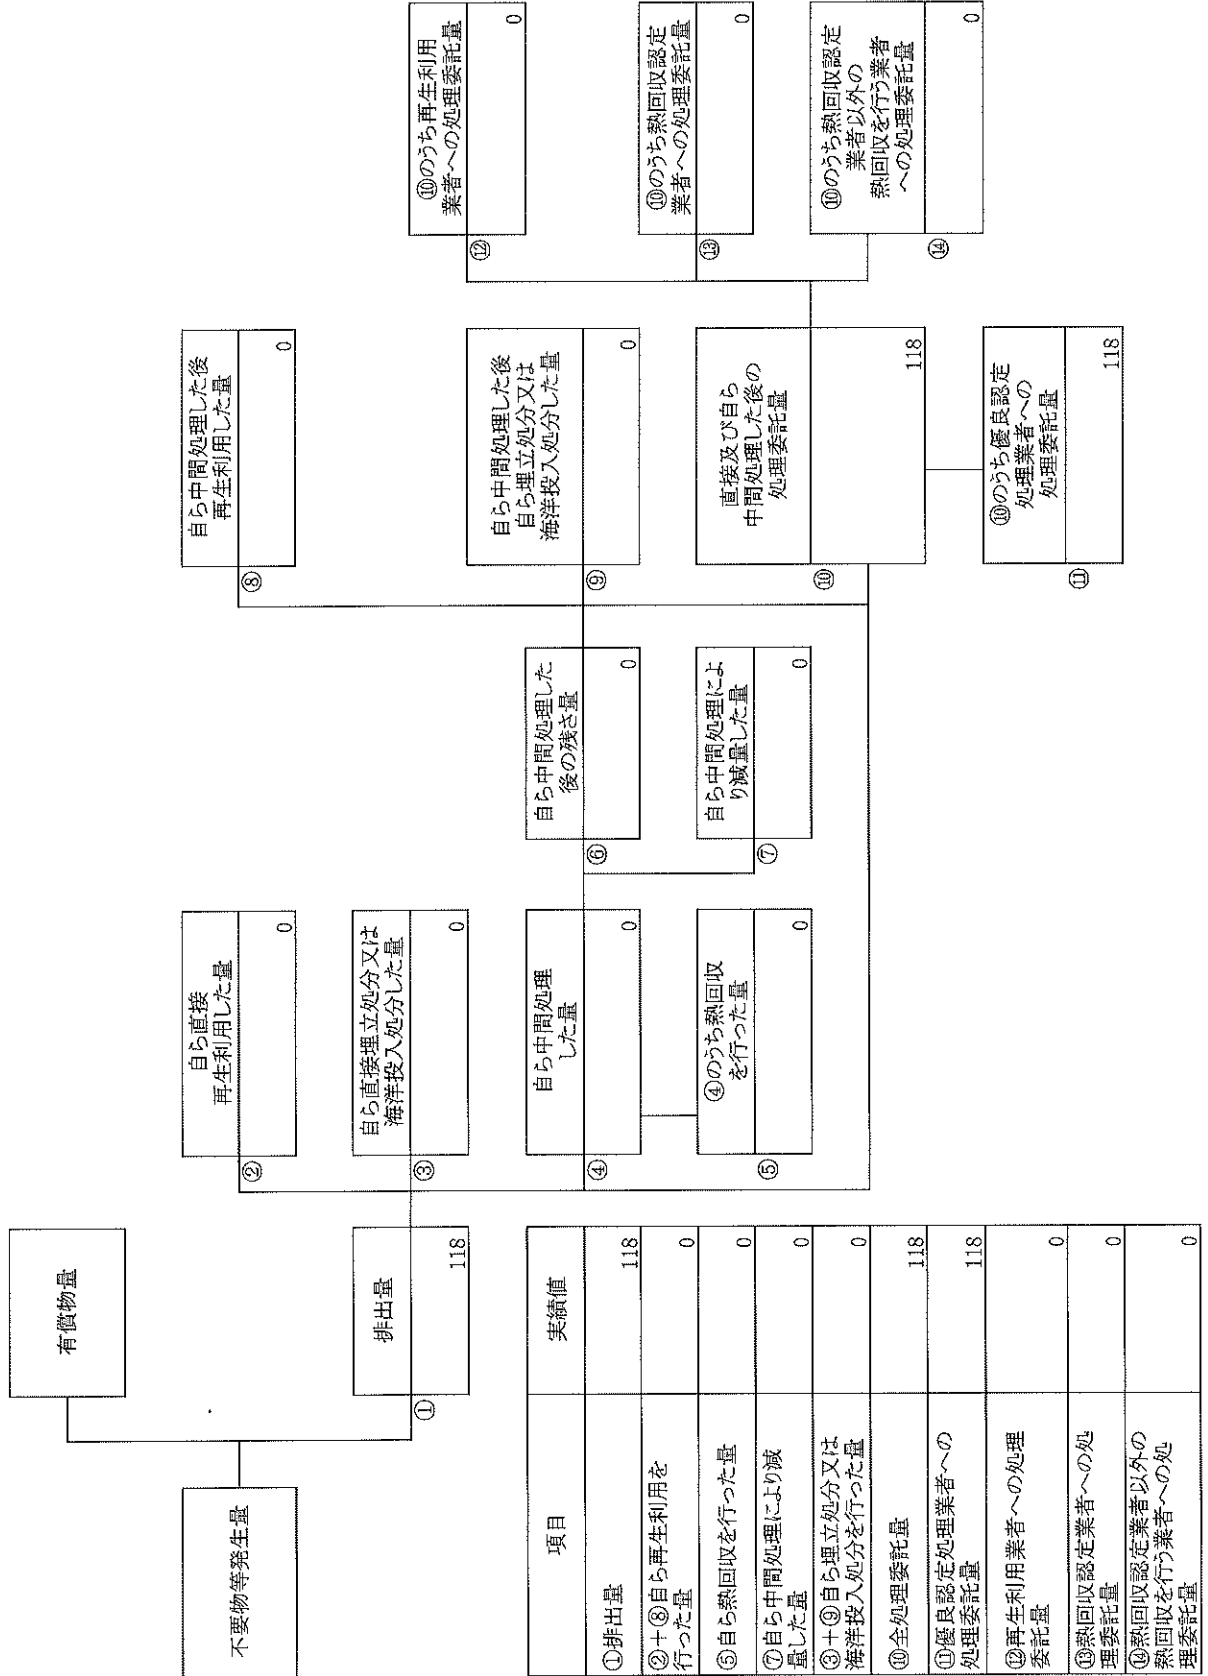 不要物等発生量
有償物量
①
排出量
118
②
自ら直接
再生利用した量
0
③
自ら直接埋立処分又は
海洋投入処分した量
0
④
自ら中間処理
した量
0
⑤
④のうち熱回収
を行った量
0
⑥
自ら中間処理した
後の残さ量
0
⑦
自ら中間処理によ
り減量した量
0
⑧
自ら中間処理した後
再生利用した量
0
⑨
自ら中間処理した後
自ら埋立処分又は
海洋投入処分した量
0
⑩
直接及び自ら
中間処理した後の
処理委託量
118
⑪
⑩のうち優良認定
処理業者への
処理委託量
118
⑫
⑩のうち再生利用
業者への処理委託量
0
⑬
⑩のうち熱回収認定
業者への処理委託量
0
⑭
⑩のうち熱回収認定
業者以外の
熱回収を行う業者
への処理委託量
0
項目 実績値
①排出量 118
②+⑧自ら再生利用を
行った量 0
⑤自ら熱回収を行った量 0
⑦自ら中間処理により減
量した量 0
③+⑨自ら埋立処分又は
海洋投入処分を行った量 0
⑩全処理委託量 118
⑪優良認定処理業者への
処理委託量 118
⑫再生利用業者への処理
委託量 0
⑬熱回収認定業者への処
理委託量 0
⑭熱回収認定業者以外の
熱回収を行う業者への処
理委託量 0